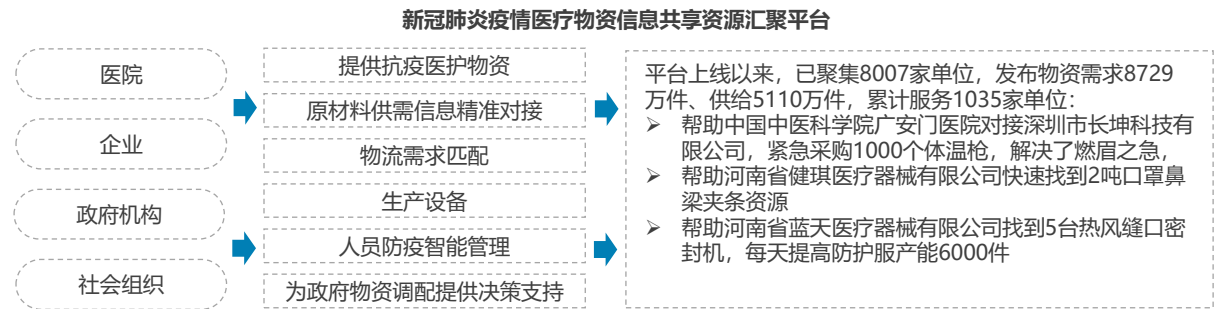 新冠肺炎疫情医疗物资信息共享资源汇聚平台
医院
企业
政府机构
社会组织
提供抗疫医护物资
原材料供需信息精准对接
物流需求匹配
生产设备
人员防疫智能管理
为政府物资调配提供决策支持
平台上线以来，已聚集8007家单位，发布物资需求8729
万件、供给5110万件，累计服务1035家单位：
➢ 帮助中国中医科学院广安门医院对接深圳市长坤科技有
限公司，紧急采购1000个体温枪，解决了燃眉之急，
➢ 帮助河南省健琪医疗器械有限公司快速找到2吨口罩鼻
梁夹条资源
➢ 帮助河南省蓝天医疗器械有限公司找到5台热风缝口密
封机，每天提高防护服产能6000件